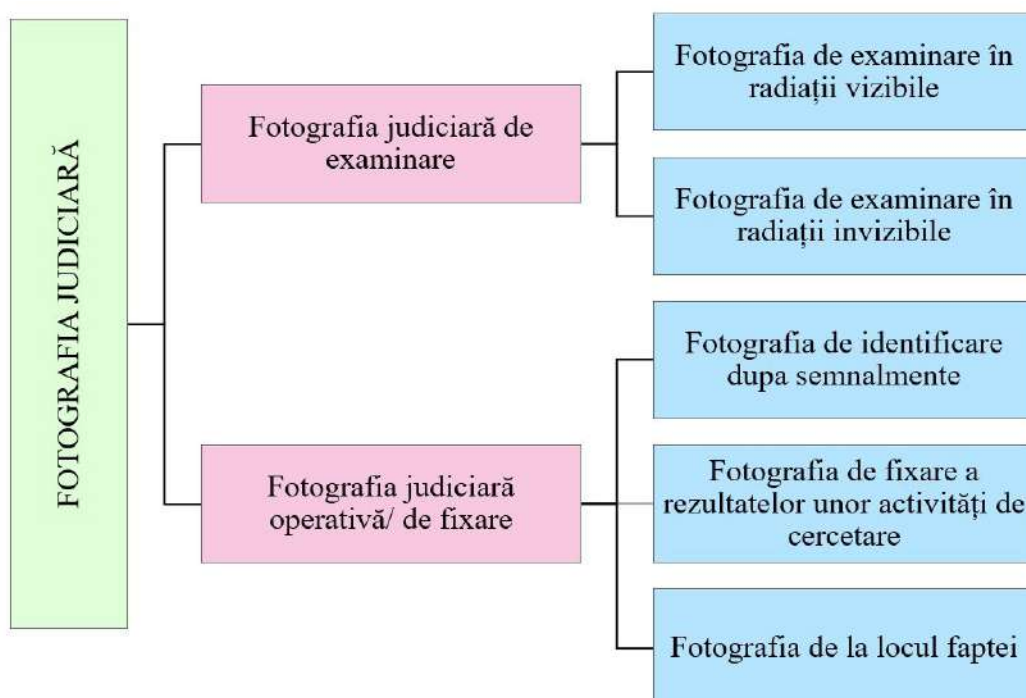 FOTOGRAFIA JUDICIARĂ
Fotografia judiciară de
examinare
Fotografia de examinare în
radiații vizibile
Fotografia de examinare în
radiații invizibile
Fotografia judiciară
operativă/ de fixare
Fotografia de identificare
dupa semnalmente
Fotografia de fixare a
rezultatelor unor activități de
cercetare
Fotografia de la locul faptei